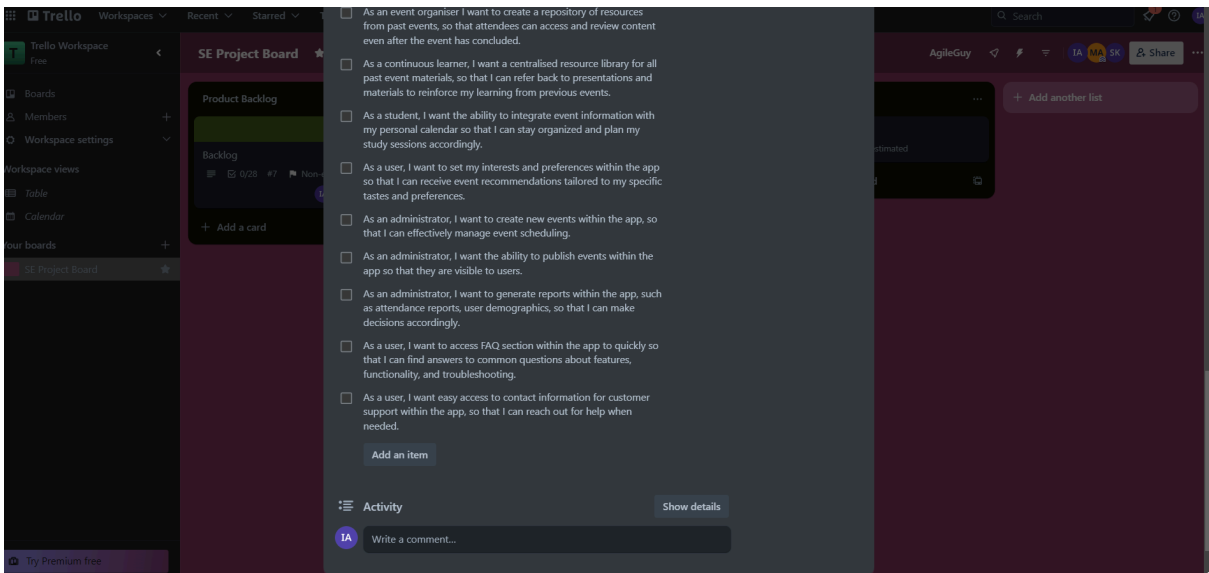 Trello
Workspaces
Recent
Starred
Search
IA
T
Trello Workspace
Free
SE Project Board
AgileGuy
IA
MA
SK
Share
Boards
Members
Workspace settings
Workspace views
Table
Calendar
Your boards
SE Project Board
Try Premium free
Product Backlog
Backlog
0/28
#7
Add a card
As an event organiser I want to create a repository of resources
from past events, so that attendees can access and review content
even after the event has concluded.
As a continuous learner, I want a centralised resource library for all
past event materials, so that I can refer back to presentations and
materials to reinforce my learning from previous events.
As a student, I want the ability to integrate event information with
my personal calendar so that I can stay organized and plan my
study sessions accordingly.
As a user, I want to set my interests and preferences within the app
so that I can receive event recommendations tailored to my specific
tastes and preferences.
As an administrator, I want to create new events within the app, so
that I can effectively manage event scheduling.
As an administrator, I want the ability to publish events within the
app so that they are visible to users.
As an administrator, I want to generate reports within the app, such
as attendance reports, user demographics, so that I can make
decisions accordingly.
As a user, I want to access FAQ section within the app to quickly so
that I can find answers to common questions about features,
functionality, and troubleshooting.
As a user, I want easy access to contact information for customer
support within the app, so that I can reach out for help when
needed.
Add an item
Activity
Show details
IA
Write a comment...
stimated
Add another list